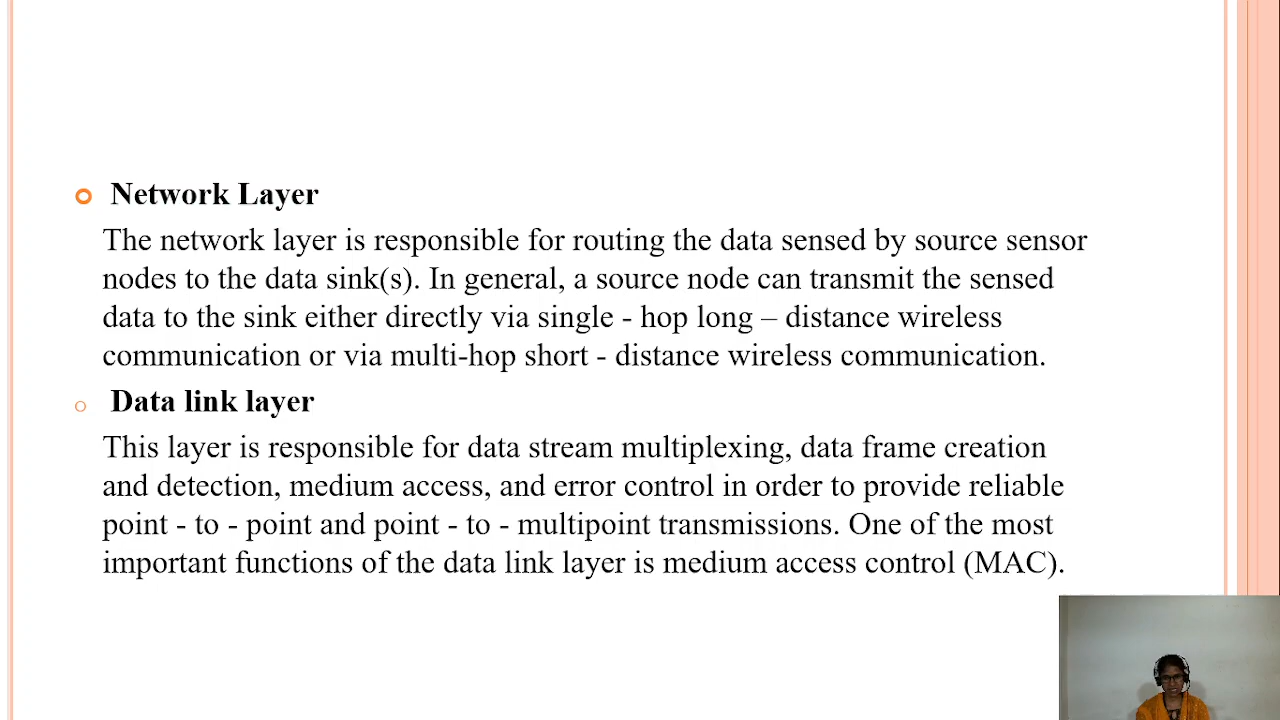 Network Layer
The network layer is responsible for routing the data sensed by source sensor
nodes to the data sink(s). In general, a source node can transmit the sensed
data to the sink either directly via single - hop long – distance wireless
communication or via multi-hop short - distance wireless communication.
Data link layer
This layer is responsible for data stream multiplexing, data frame creation
and detection, medium access, and error control in order to provide reliable
point - to - point and point - to - multipoint transmissions. One of the most
important functions of the data link layer is medium access control (MAC).